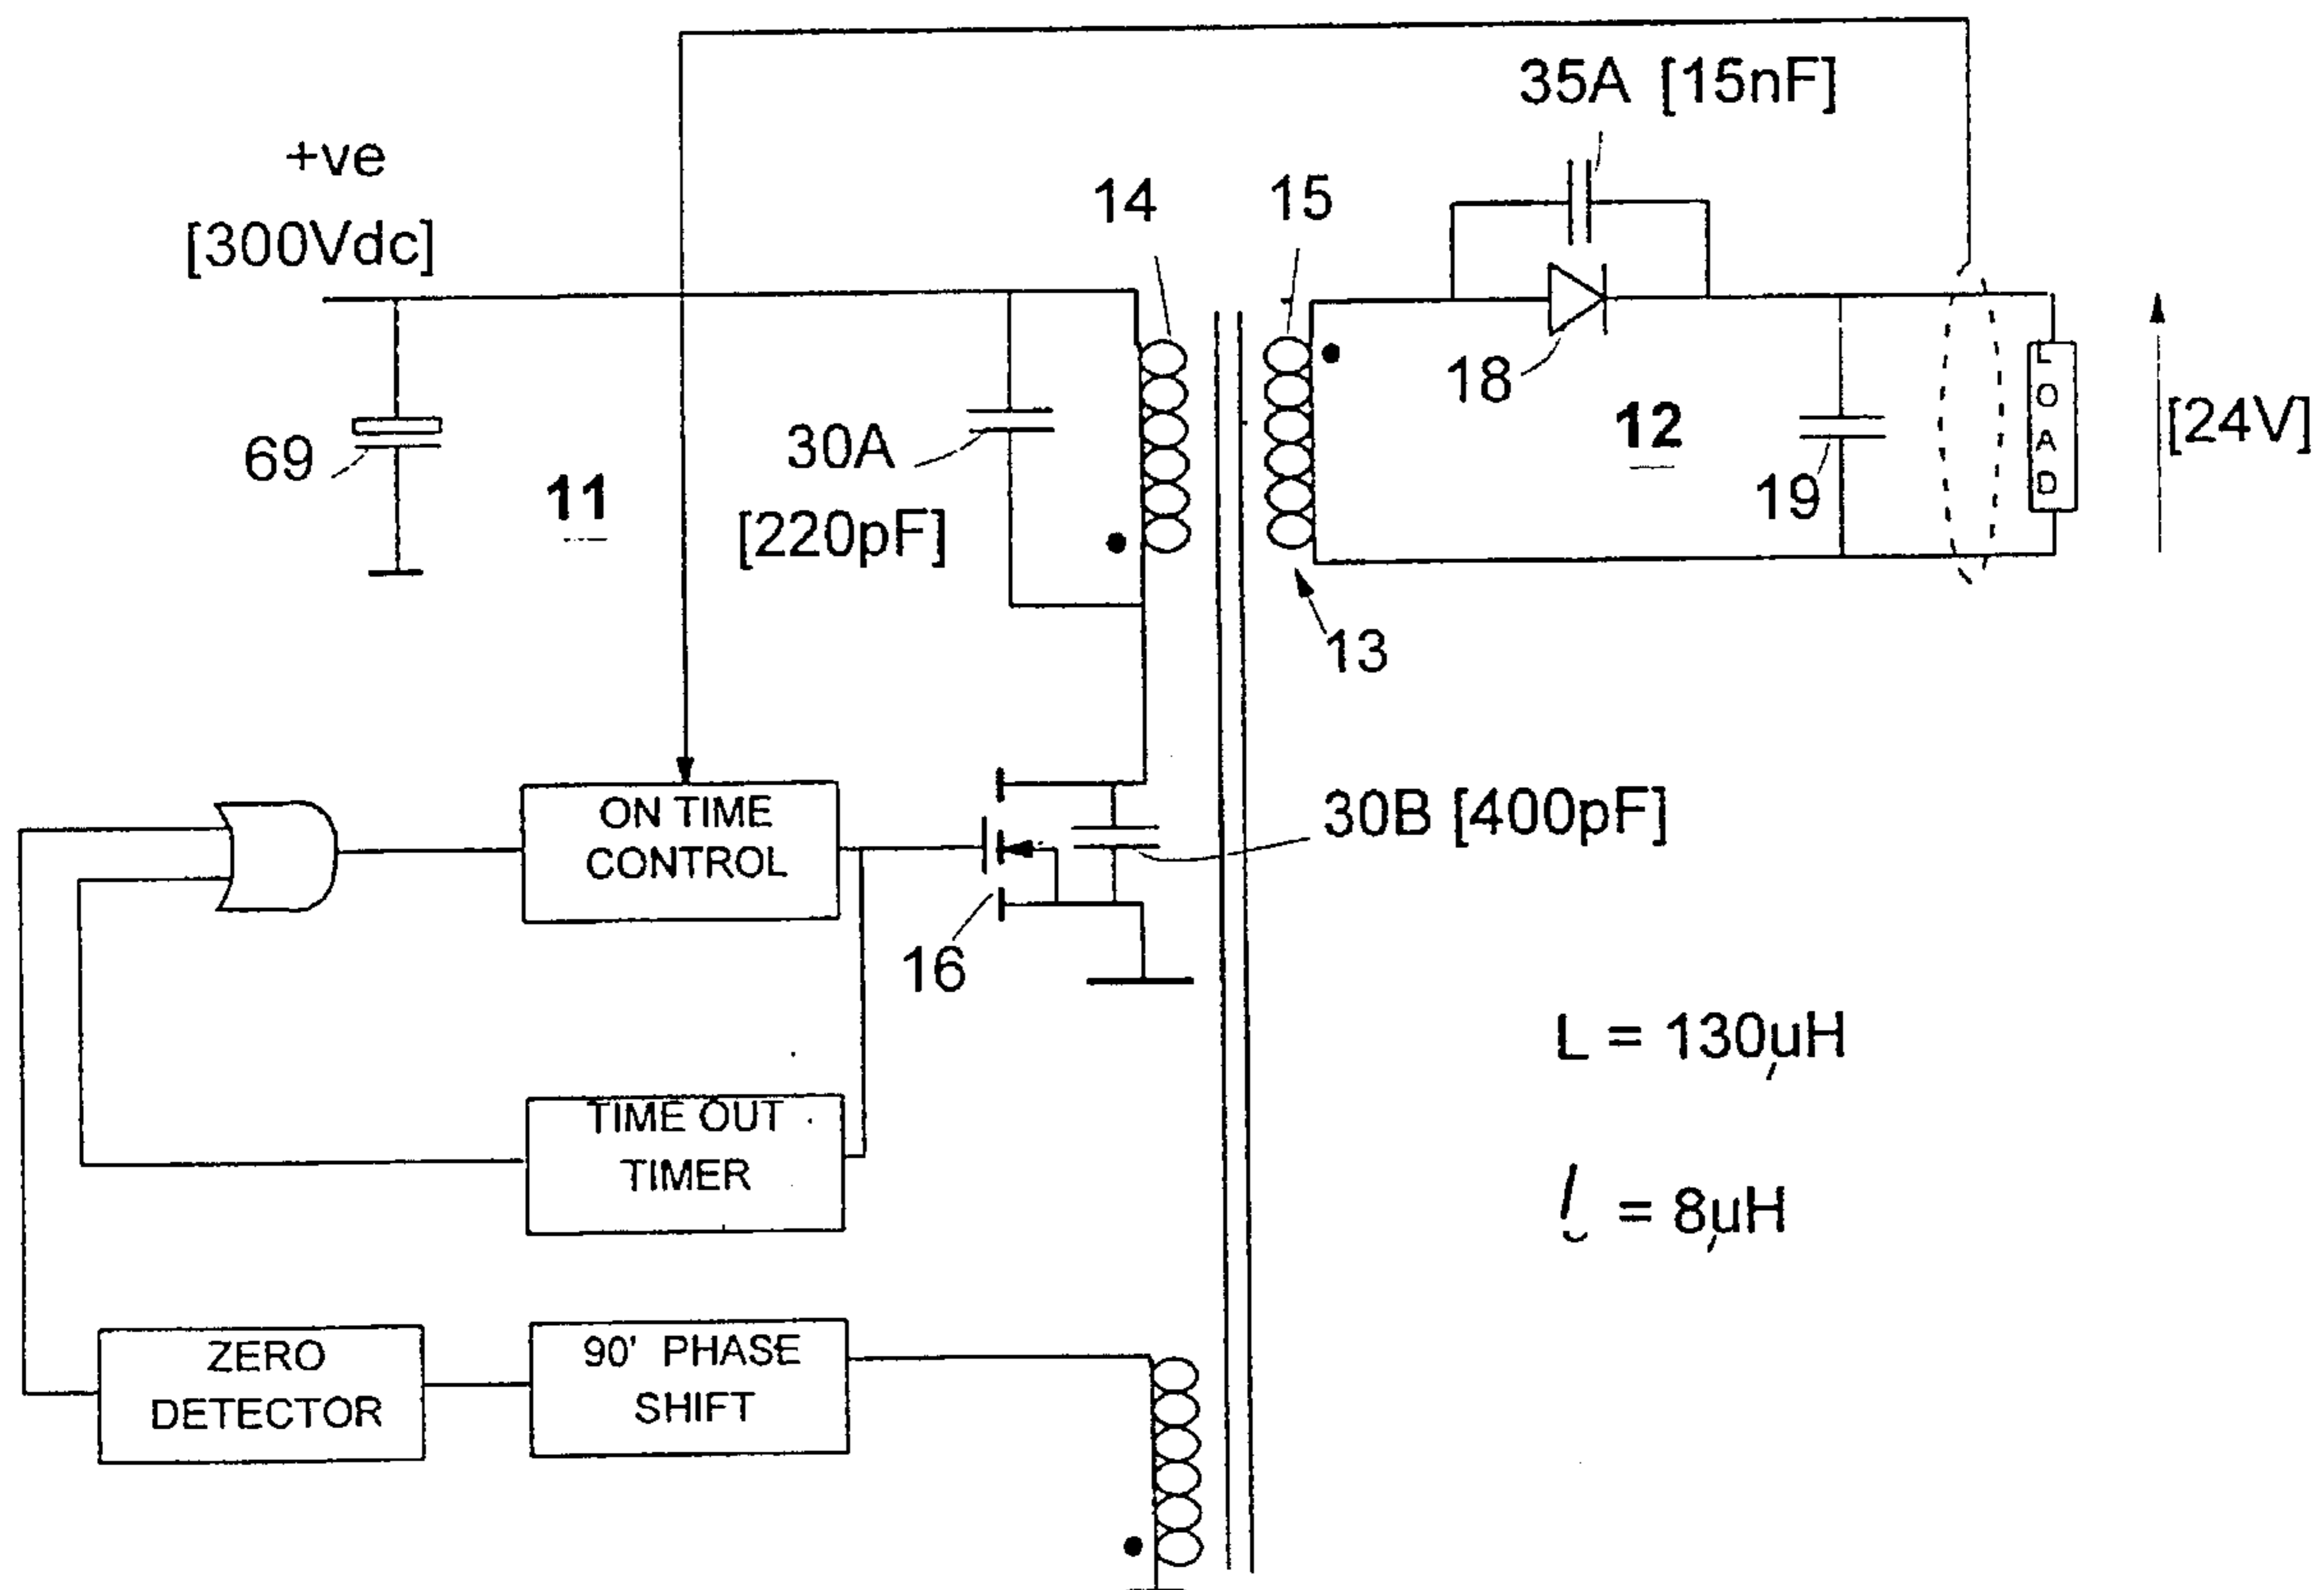 35A [15nF]
+ve
[300Vdc]
14
15
18
12
LOAD
[24V]
69
11
30A
[220pF]
19
13
ON TIME
CONTROL
30B [400pF]
16
L = 130µH
TIME OUT
TIMER
l = 8µH
ZERO
DETECTOR
90' PHASE
SHIFT